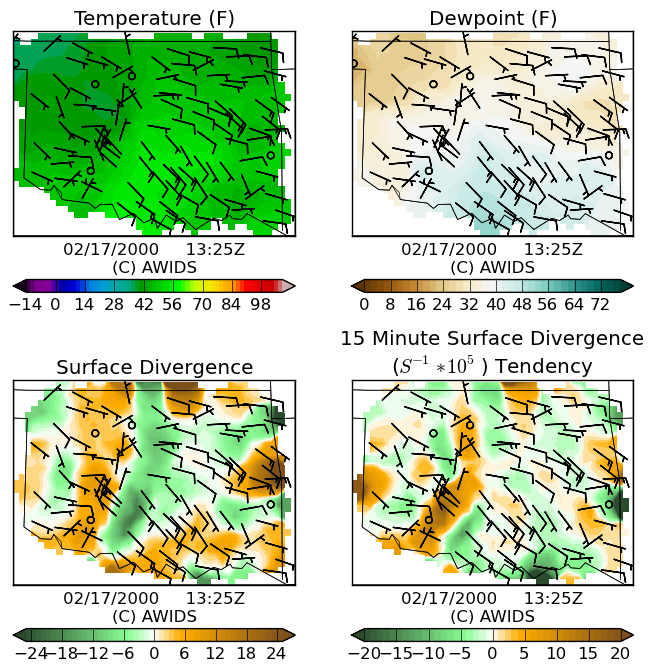 Temperature (F)
Dewpoint (F)
02/17/2000 13:25Z
(C) AWIDS
02/17/2000 13:25Z
(C) AWIDS
−14 0 14 28 42 56 70 84 98
0 8 16 24 32 40 48 56 64 72
Surface Divergence
15 Minute Surface Divergence
(S⁻¹ *10⁵ ) Tendency
02/17/2000 13:25Z
(C) AWIDS
02/17/2000 13:25Z
(C) AWIDS
−24 −18 −12 −6 0 6 12 18 24
−20 −15 −10 −5 0 5 10 15 20